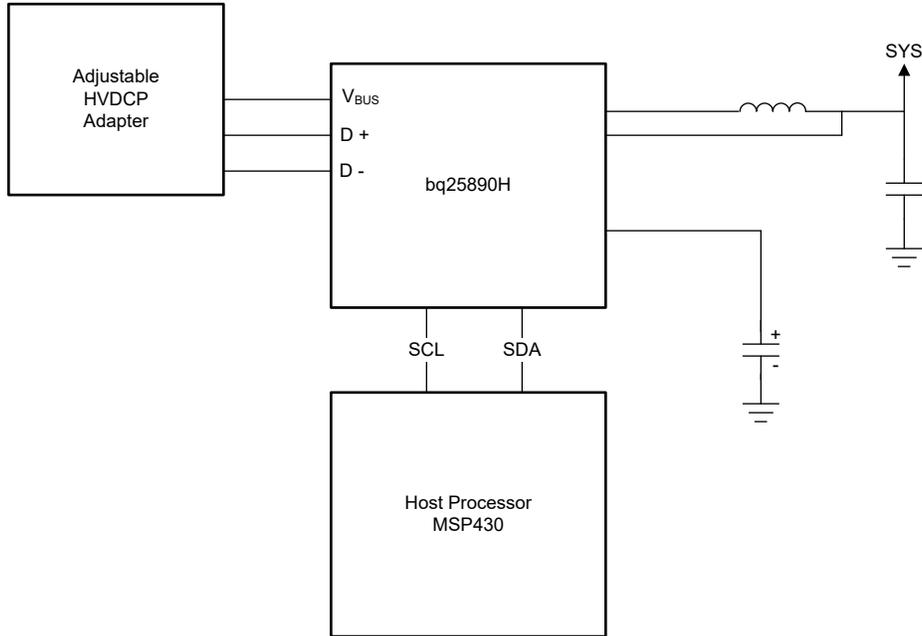 Adjustable
HVDCP
Adapter
VBUS
D +
D -
bq25890H
SYS
+
-
SCL
SDA
Host Processor
MSP430